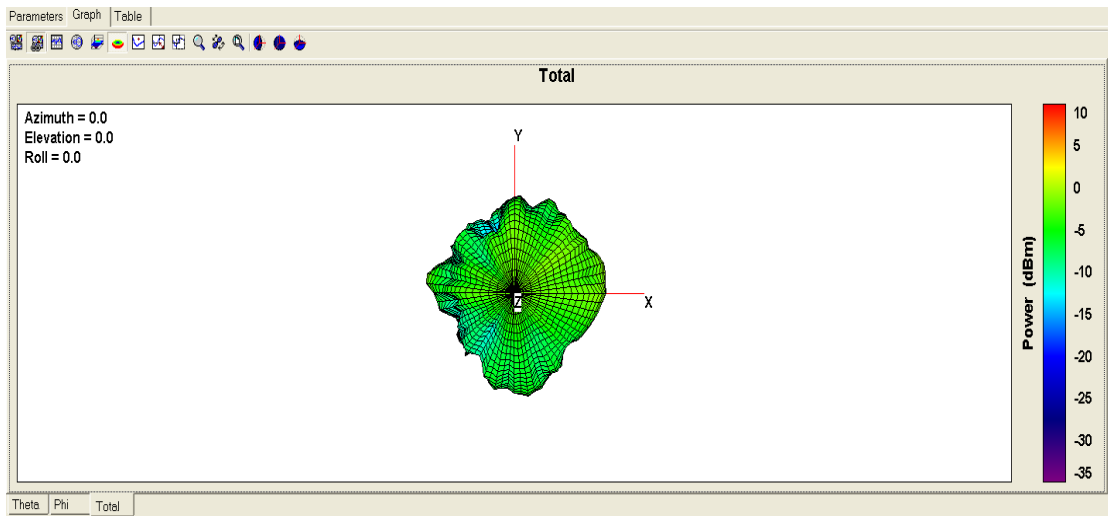 Parameters Graph Table
Total
Azimuth = 0.0
Elevation = 0.0
Roll = 0.0
Y
X
Z
10
5
0
-5
-10
-15
-20
-25
-30
-35
Power (dBm)
Theta Phi Total